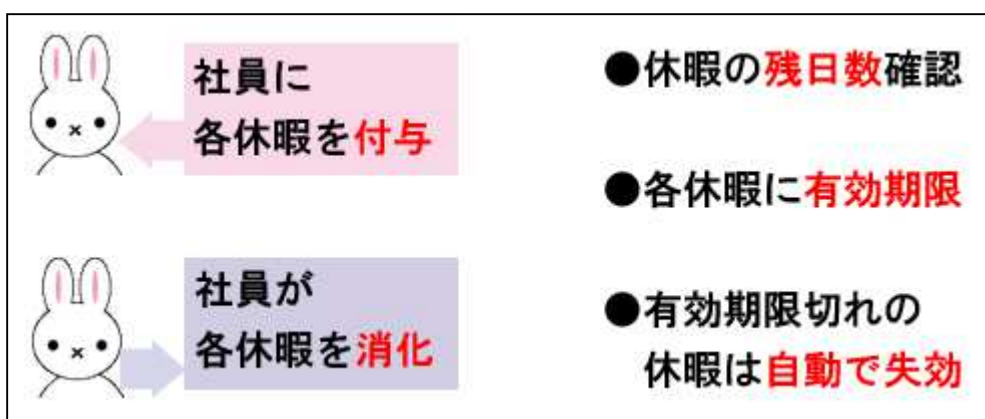 社員に
各休暇を付与
社員が
各休暇を消化
●休暇の残日数確認
●各休暇に有効期限
●有効期限切れの
休暇は自動で失効